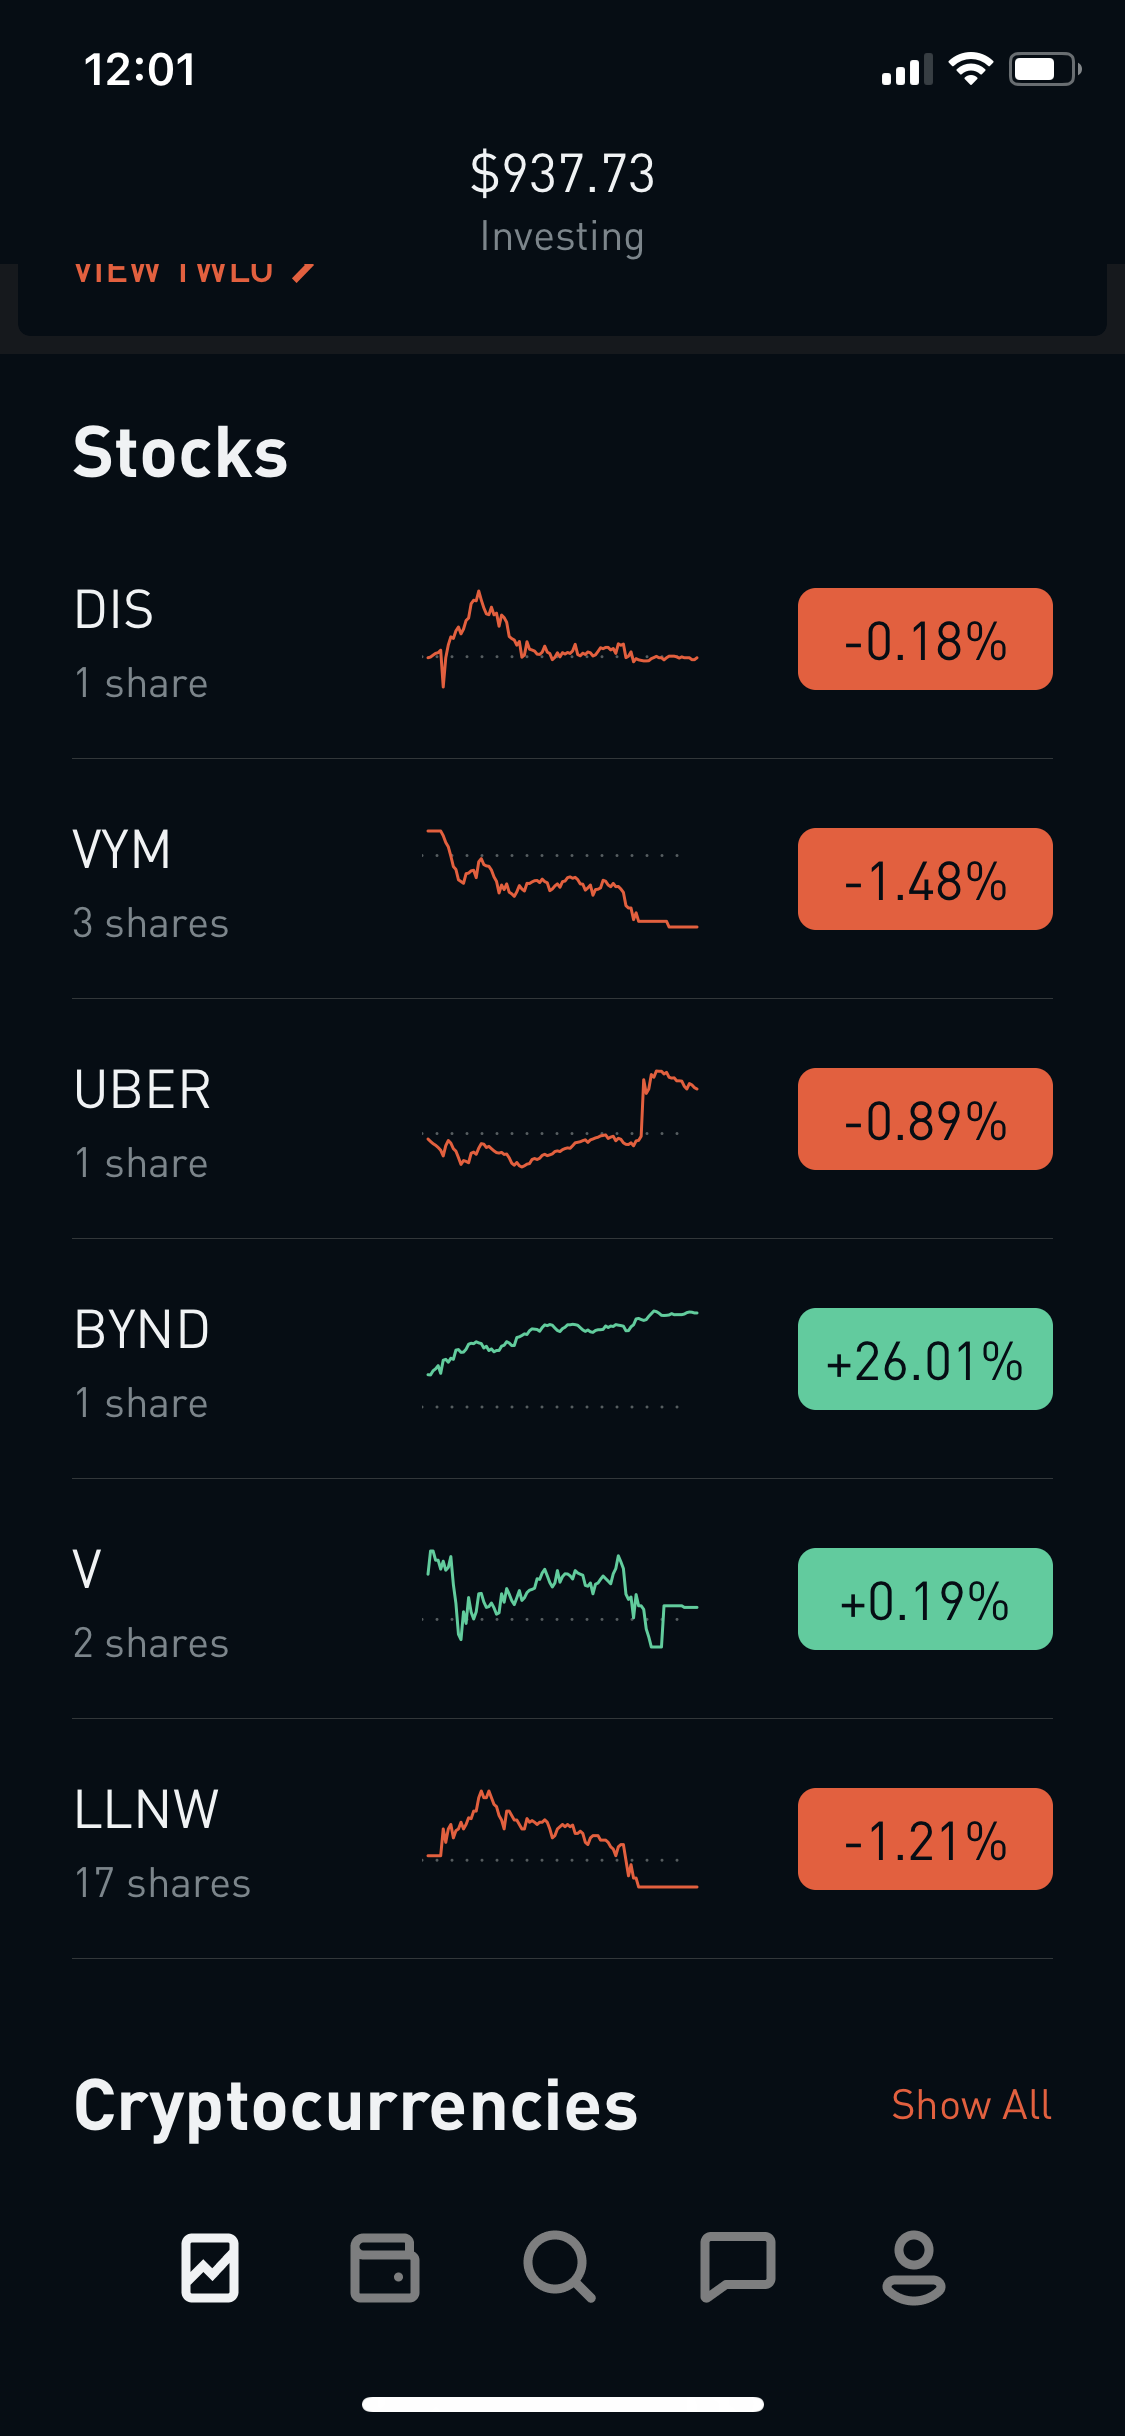 12:01
$937.73
Investing
VIEW TWLO
Stocks
DIS
1 share
-0.18%
VYM
3 shares
-1.48%
UBER
1 share
-0.89%
BYND
1 share
+26.01%
V
2 shares
+0.19%
LLNW
17 shares
-1.21%
Cryptocurrencies
Show All